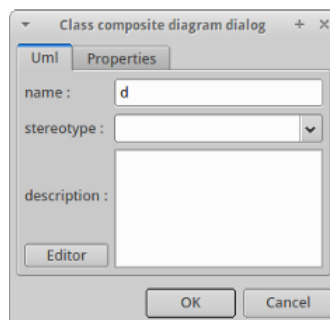 Class composite diagram dialog
Uml Properties
name : d
stereotype :
description :
Editor
OK Cancel